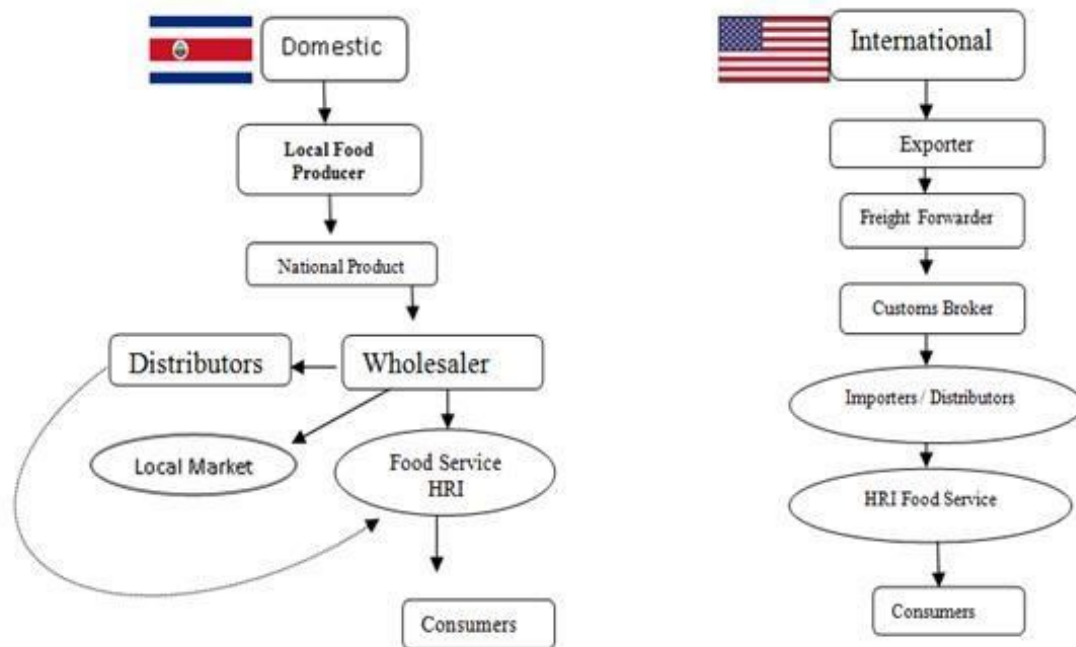 Domestic
Local Food
Producer
National Product
Distributors
Wholesaler
Local Market
Food Service
HRI
Consumers
International
Exporter
Freight Forwarder
Customs Broker
Importers / Distributors
HRI Food Service
Consumers